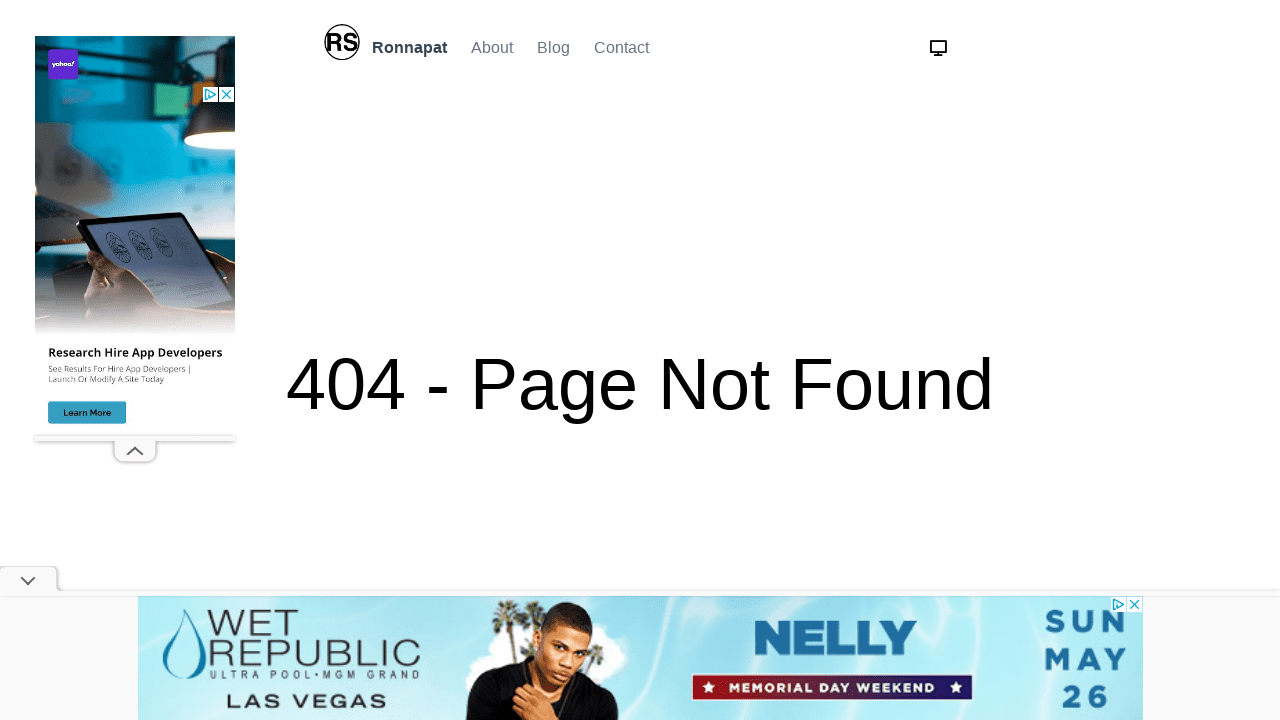 RS
Ronnapat About Blog Contact
yahoo!
Research Hire App Developers
See Results For Hire App Developers |
Launch Or Modify A Site Today
Learn More
404 - Page Not Found
WET
REPUBLIC
ULTRA POOL • MGM GRAND
LAS VEGAS
NELLY
★ MEMORIAL DAY WEEKEND ★
SUN
MAY
26